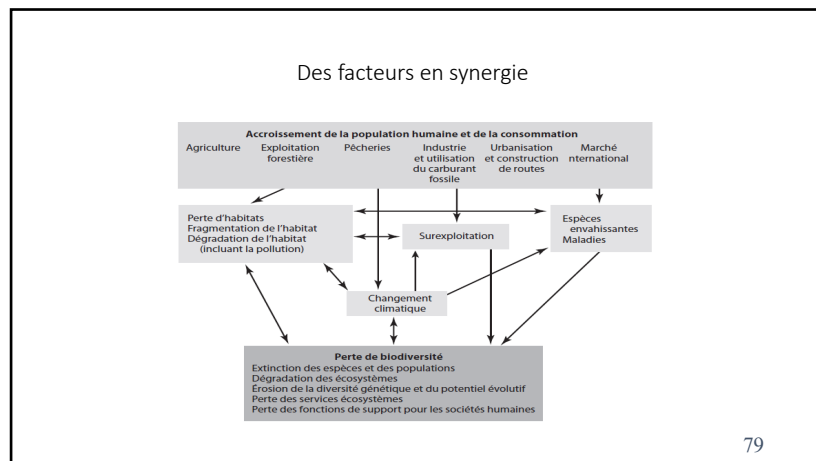 Des facteurs en synergie
Accroissement de la population humaine et de la consommation
Agriculture
Exploitation
forestière
Pêcheries
Industrie
et utilisation
du carburant
fossile
Urbanisation
et construction
de routes
Marché
nternational
Perte d'habitats
Fragmentation de l'habitat
Dégradation de l'habitat
(incluant la pollution)
Surexploitation
Espèces
envahissantes
Maladies
Changement
climatique
Perte de biodiversité
Extinction des espèces et des populations
Dégradation des écosystèmes
Érosion de la diversité génétique et du potentiel évolutif
Perte des services écosystèmes
Perte des fonctions de support pour les sociétés humaines
79